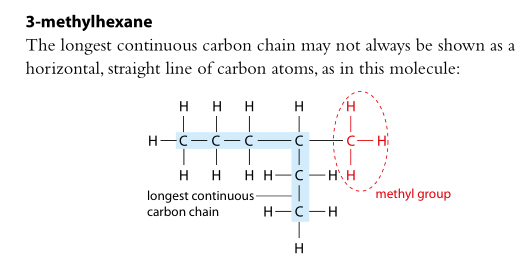 3-methylhexane
The longest continuous carbon chain may not always be shown as a
horizontal, straight line of carbon atoms, as in this molecule:
H H H H H
H C C C C C H
H H H H C H H
longest continuous
carbon chain
methyl group
H C H
H